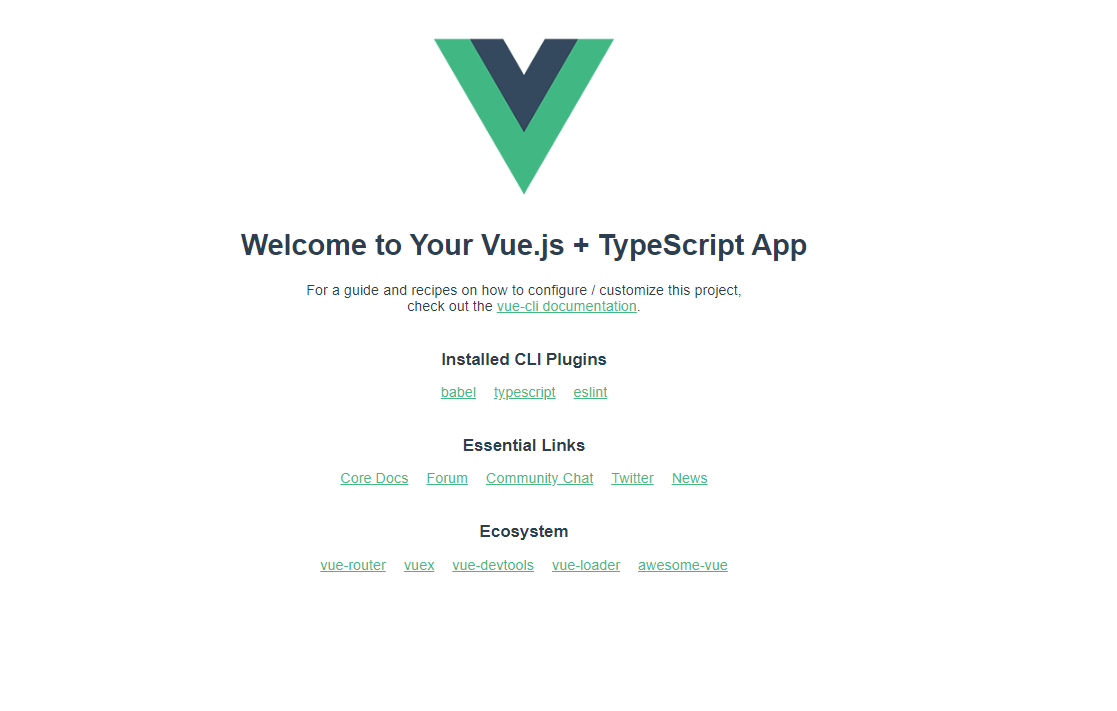 Welcome to Your Vue.js + TypeScript App
For a guide and recipes on how to configure / customize this project,
check out the vue-cli documentation.
Installed CLI Plugins
babel typescript eslint
Essential Links
Core Docs Forum Community Chat Twitter News
Ecosystem
vue-router vuex vue-devtools vue-loader awesome-vue